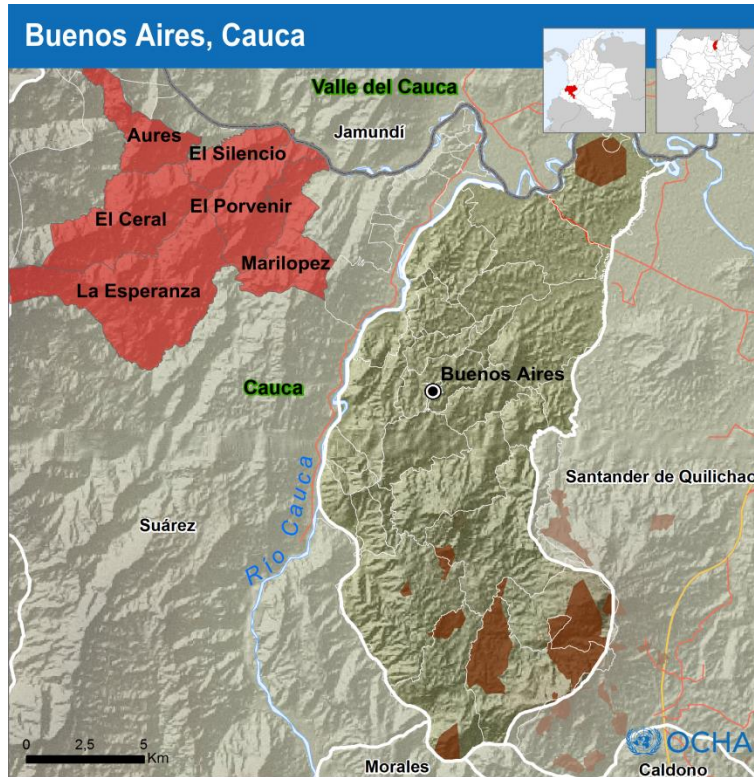 Buenos Aires, Cauca
Valle del Cauca
Jamundí
Aures
El Silencio
El Ceral
El Porvenir
Marilopez
La Esperanza
Buenos Aires
Cauca
Río Cauca
Santander de Quilichao
Suárez
0 2,5 5
Km
Morales
OCHA
Caldono